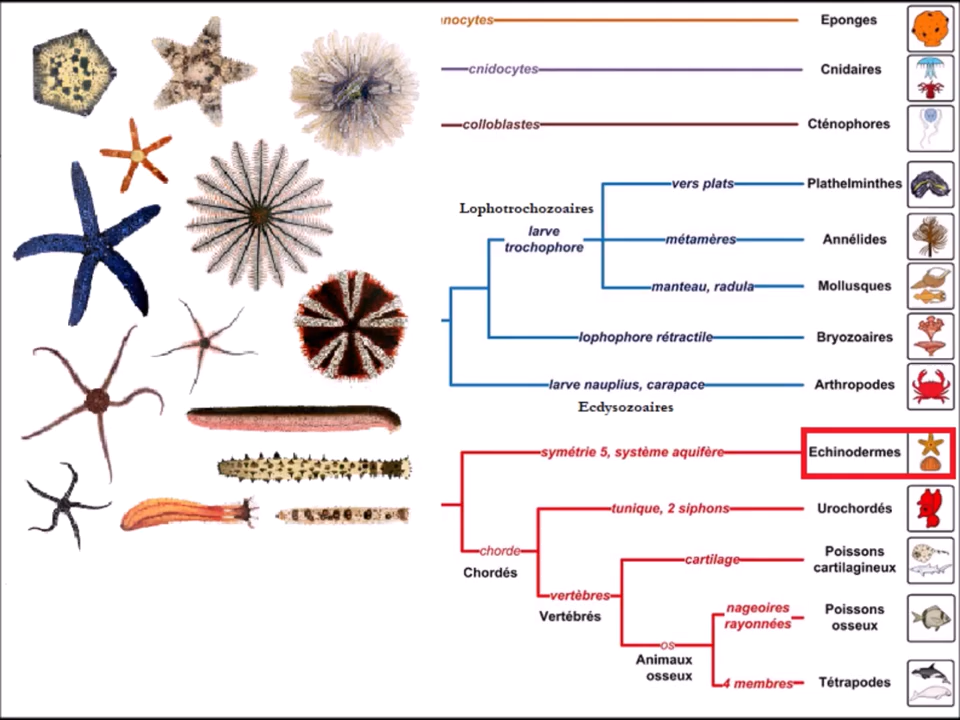 nocytes
Eponges
cnidocytes
Cnidaires
colloblastes
Cténophores
vers plats
Plathelminthes
Lophotrochozoaires
larve
trochophore
métamères
Annélides
manteau, radula
Mollusques
lophophore rétractile
Bryozoaires
larve nauplius, carapace
Arthropodes
Ecdysozoaires
symétrie 5, système aquifère
Echinodermes
tunique, 2 siphons
Urochordés
chorde
Chordés
cartilage
Poissons
cartilagineux
vertèbres
Vertébrés
nageoires
rayonnées
Poissons
osseux
os
Animaux
osseux
4 membres
Tétrapodes